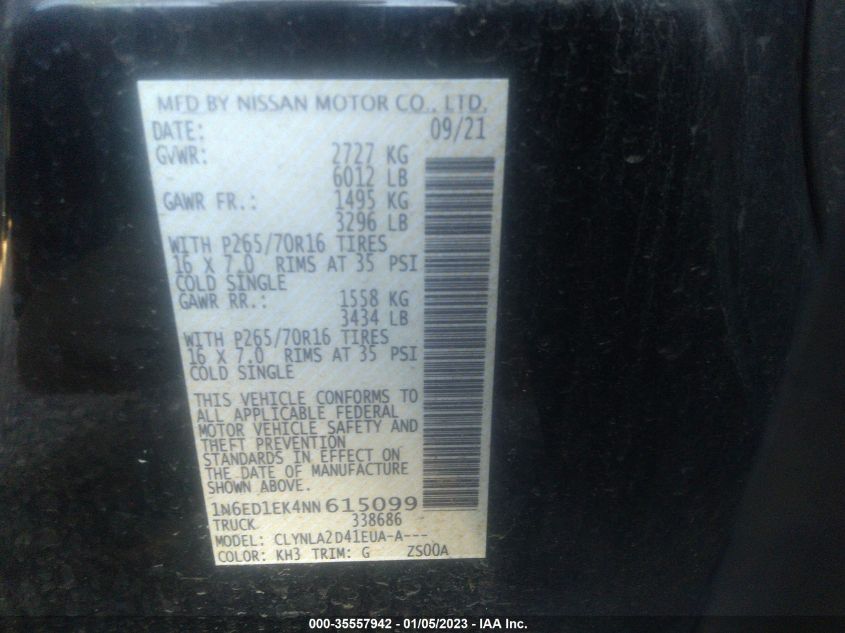 MFD BY NISSAN MOTOR CO., LTD.
DATE: 09/21
GVWR: 2727 KG
6012 LB
GAWR FR.: 1495 KG
3296 LB
WITH P265/70R16 TIRES
16 X 7.0 RIMS AT 35 PSI
COLD SINGLE
GAWR RR.: 1558 KG
3434 LB
WITH P265/70R16 TIRES
16 X 7.0 RIMS AT 35 PSI
COLD SINGLE
THIS VEHICLE CONFORMS TO
ALL APPLICABLE FEDERAL
MOTOR VEHICLE SAFETY AND
THEFT PREVENTION
STANDARDS IN EFFECT ON
THE DATE OF MANUFACTURE
SHOWN ABOVE.
1N6ED1EK4NN615099
TRUCK 338686
MODEL: CLYNLA2D41EUA-A---
COLOR: KH3 TRIM: G ZS00A
000-35557942 - 01/05/2023 - IAA Inc.